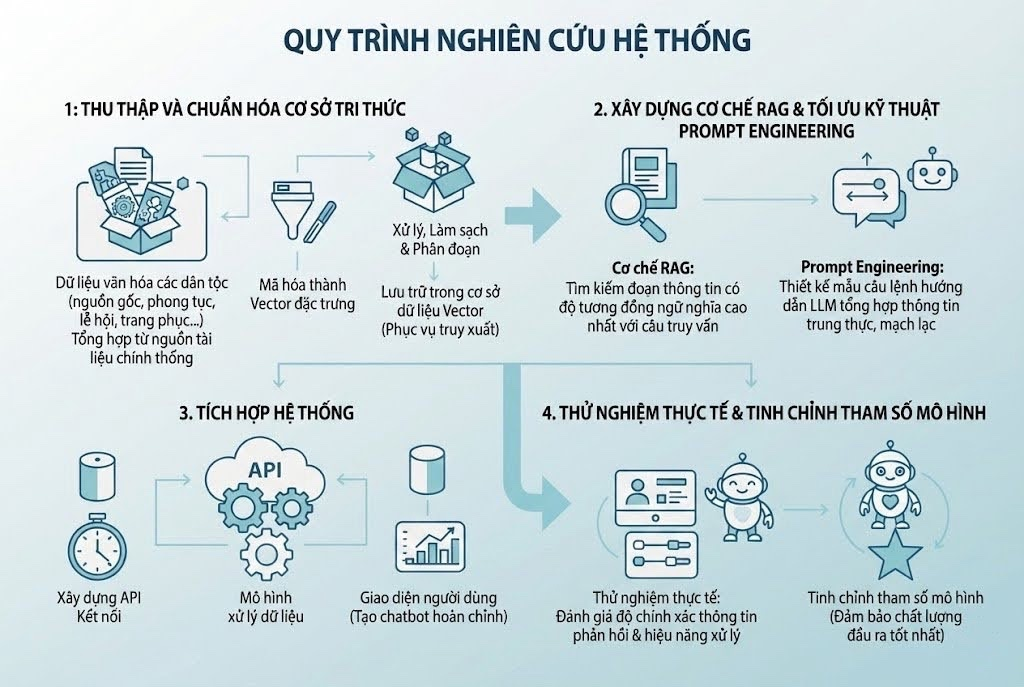 QUY TRÌNH NGHIÊN CỨU HỆ THỐNG
1: THU THẬP VÀ CHUẨN HÓA CƠ SỞ TRI THỨC
Dữ liệu văn hóa các dân tộc
(nguồn gốc, phong tục,
lễ hội, trang phục...)
Tổng hợp từ nguồn tài
liệu chính thống
Mã hóa thành
Vector đặc trưng
Xử lý, Làm sạch
& Phân đoạn
Lưu trữ trong cơ sở
dữ liệu Vector
(Phục vụ truy xuất)
2. XÂY DỰNG CƠ CHẾ RAG & TỐI ƯU KỸ THUẬT
PROMPT ENGINEERING
Cơ chế RAG:
Tìm kiếm đoạn thông tin có
độ tương đồng ngữ nghĩa cao
nhất với câu truy vấn
Prompt Engineering:
Thiết kế mẫu câu lệnh hướng
dẫn LLM tổng hợp thông tin
trung thực, mạch lạc
3. TÍCH HỢP HỆ THỐNG
API
Xây dựng API
Kết nối
Mô hình
xử lý dữ liệu
Giao diện người dùng
(Tạo chatbot hoàn chỉnh)
4. THỬ NGHIỆM THỰC TẾ & TINH CHỈNH THAM SỐ MÔ HÌNH
Thử nghiệm thực tế:
Đánh giá độ chính xác thông tin
phản hồi & hiệu năng xử lý
Tinh chỉnh tham số mô hình
(Đảm bảo chất lượng
đầu ra tốt nhất)